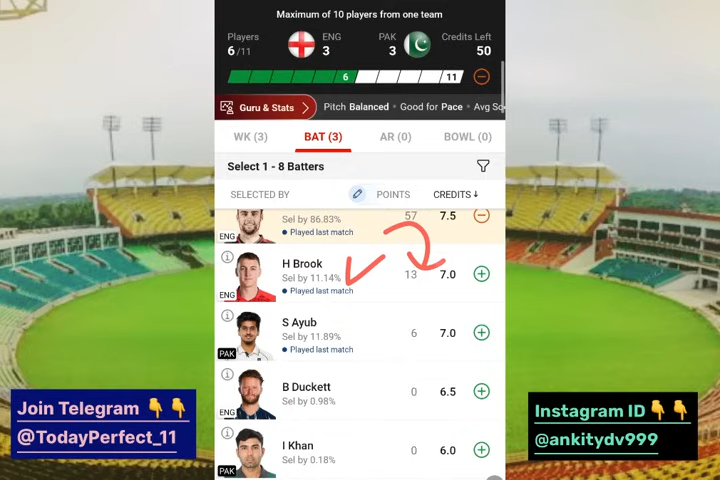 Maximum of 10 players from one team
Players
6 /11
ENG
3
PAK
3
Credits Left
50
6
11
Guru & Stats
Pitch Balanced • Good for Pace • Avg Sc
WK (3)
BAT (3)
AR (0)
BOWL (0)
Select 1 - 8 Batters
SELECTED BY
POINTS
CREDITS↓
Sel by 86.83%
57
7.5
Played last match
ENG
H Brook
Sel by 11.14%
13
7.0
Played last match
ENG
S Ayub
Sel by 11.89%
6
7.0
Played last match
PAK
B Duckett
Sel by 0.98%
0
6.5
ENG
I Khan
Sel by 0.18%
0
6.0
PAK
Join Telegram 👇👇
@TodayPerfect_11
Instagram ID👇👇
@ankitydv999